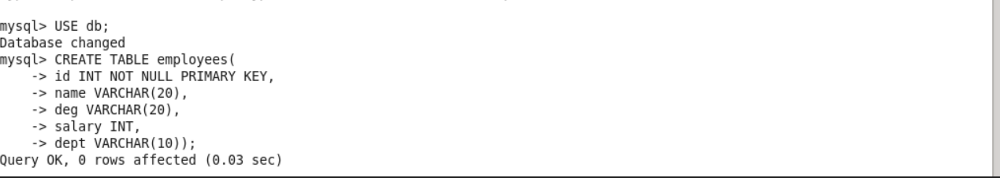 mysql> USE db;
Database changed
mysql> CREATE TABLE employees(
    -> id INT NOT NULL PRIMARY KEY,
    -> name VARCHAR(20),
    -> deg VARCHAR(20),
    -> salary INT,
    -> dept VARCHAR(10));
Query OK, 0 rows affected (0.03 sec)